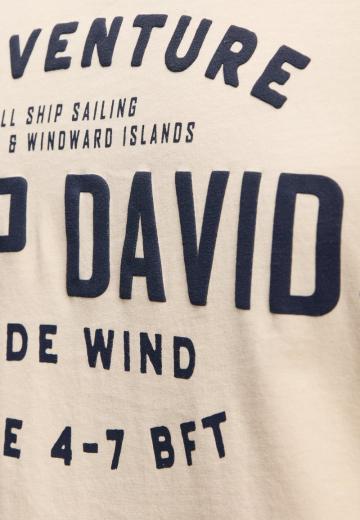 VENTURE
LL SHIP SAILING
& WINDWARD ISLANDS
P DAVID
DE WIND
E 4-7 BFT